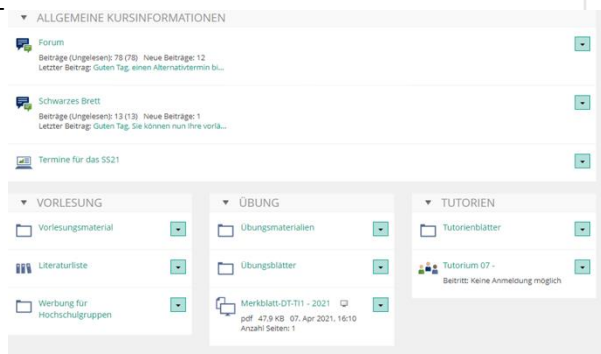 ALLGEMEINE KURSINFORMATIONEN
Forum
Beiträge (Ungelesen): 78 (78) Neue Beiträge: 12
Letzter Beitrag: Guten Tag, einen Alternativtermin bi...
Schwarzes Brett
Beiträge (Ungelesen): 13 (13) Neue Beiträge: 1
Letzter Beitrag: Guten Tag, Sie können nun Ihre vorlä...
Termine für das SS21
VORLESUNG
Vorlesungsmaterial
Literaturliste
Werbung für
Hochschulgruppen
ÜBUNG
Übungsmaterialien
Übungsblätter
Merkblatt-DT-TI1 - 2021
pdf 47,9 KB 07. Apr 2021, 16:10
Anzahl Seiten: 1
TUTORIEN
Tutorienblätter
Tutorium 07 -
Beitritt: Keine Anmeldung möglich